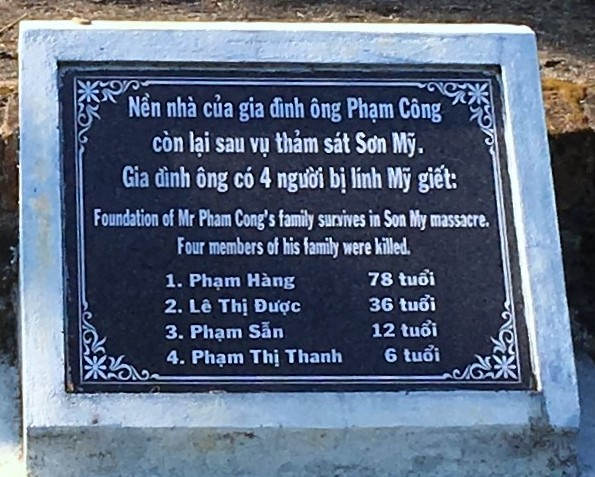 Nền nhà của gia đình ông Phạm Công
còn lại sau vụ thảm sát Sơn Mỹ.
Gia đình ông có 4 người bị lính Mỹ giết:
Foundation of Mr Pham Cong's family survives in Son My massacre.
Four members of his family were killed.
1. Phạm Hàng 78 tuổi
2. Lê Thị Được 36 tuổi
3. Phạm Sẵn 12 tuổi
4. Phạm Thị Thanh 6 tuổi